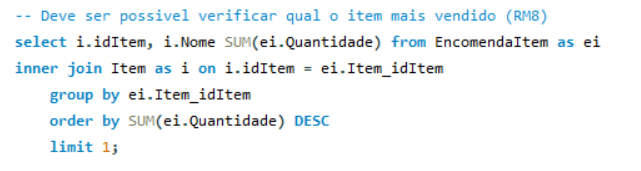 -- Deve ser possivel verificar qual o item mais vendido (RM8)
select i.idItem, i.Nome SUM(ei.Quantidade) from EncomendaItem as ei
inner join Item as i on i.idItem = ei.Item_idItem
group by ei.Item_idItem
order by SUM(ei.Quantidade) DESC
limit 1;